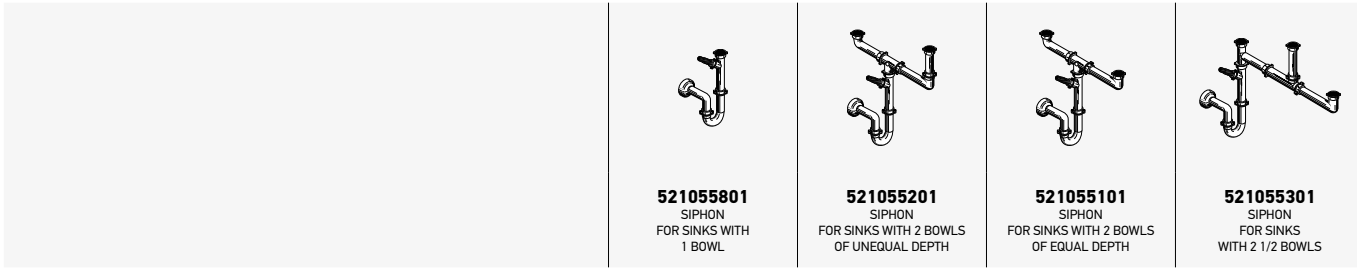 521055801
SIPHON
FOR SINKS WITH
1 BOWL
521055201
SIPHON
FOR SINKS WITH 2 BOWLS
OF UNEQUAL DEPTH
521055101
SIPHON
FOR SINKS WITH 2 BOWLS
OF EQUAL DEPTH
521055301
SIPHON
FOR SINKS
WITH 2 1/2 BOWLS